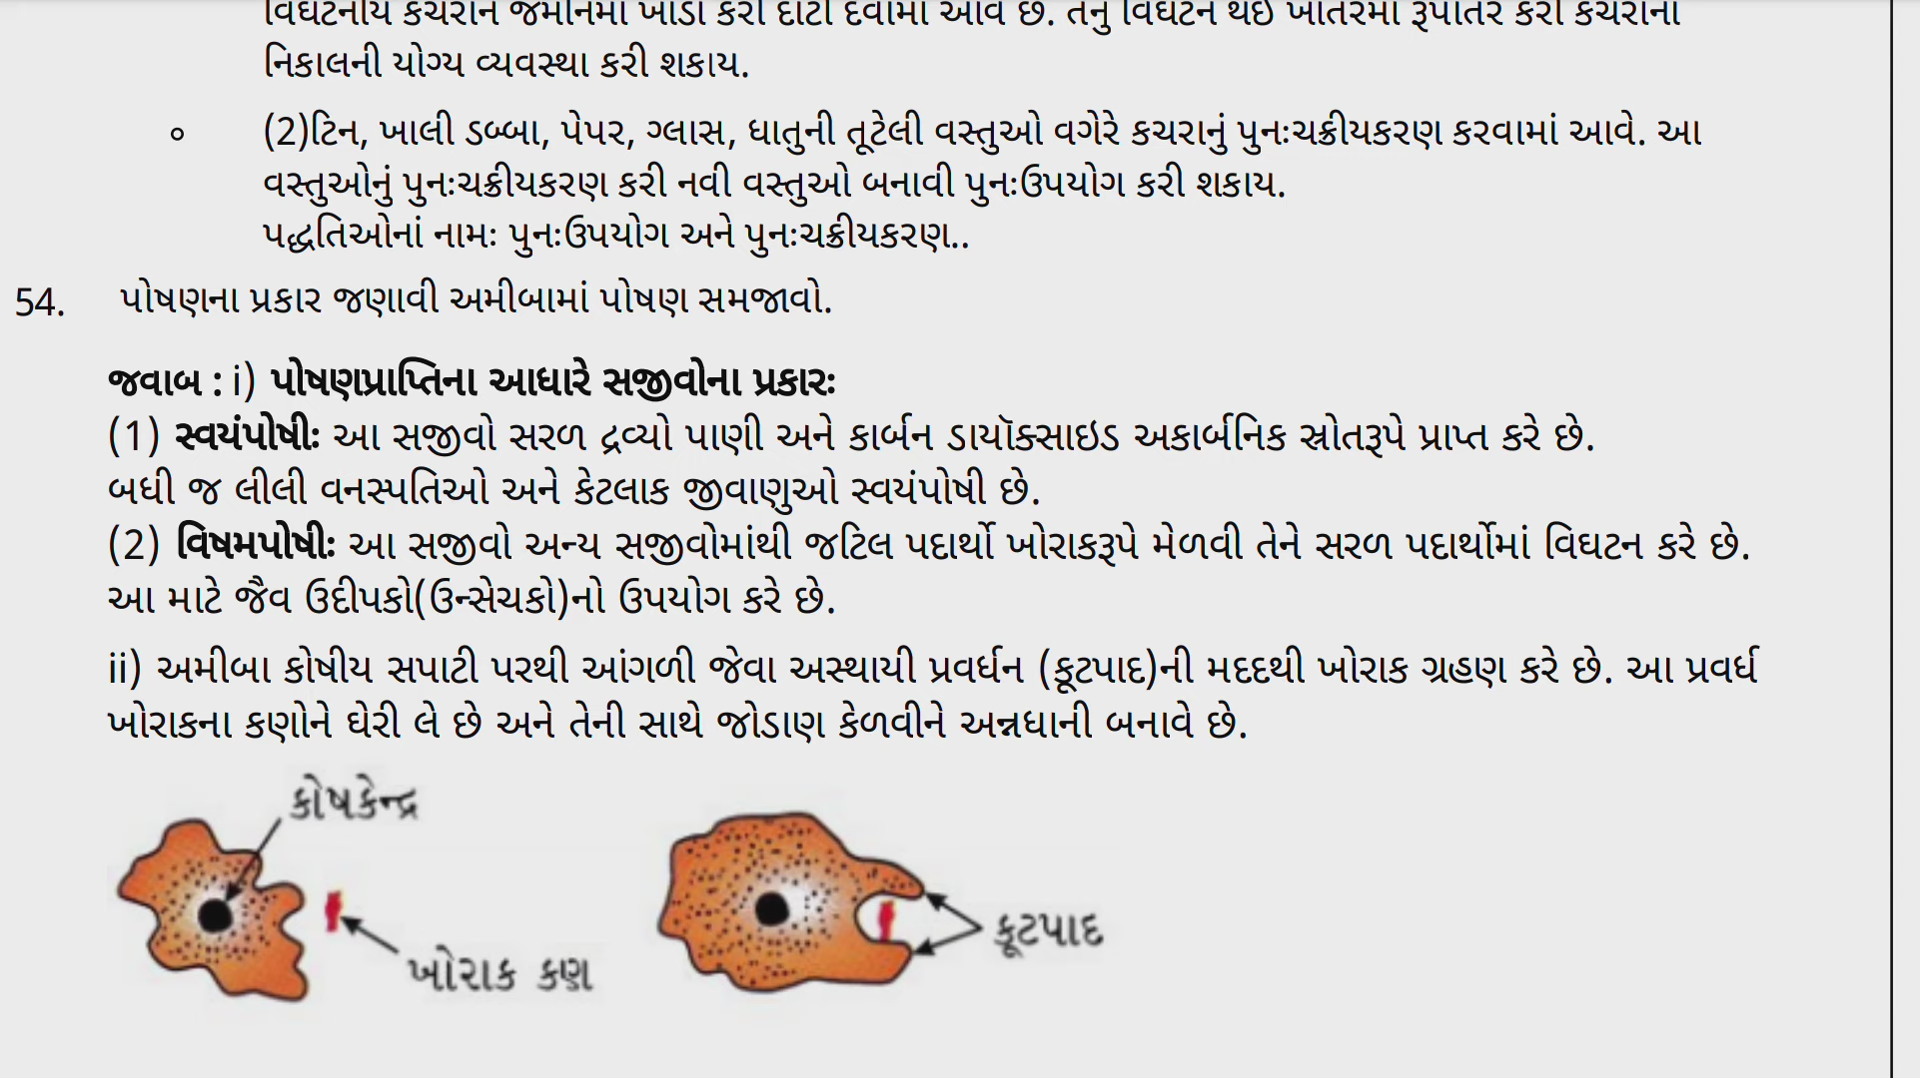 વિઘટનીય કચરાને જમીનમાં ખાડો કરી દાટી દેવામાં આવે છે. તેનું વિઘટન થઈ ખાતરમાં રૂપાંતર કરી કચરાના
નિકાલની યોગ્ય વ્યવસ્થા કરી શકાય.
(2)ટિન, ખાલી ડબ્બા, પેપર, ગ્લાસ, ધાતુની તૂટેલી વસ્તુઓ વગેરે કચરાનું પુનઃચક્રીયકરણ કરવામાં આવે. આ
વસ્તુઓનું પુનઃચક્રીયકરણ કરી નવી વસ્તુઓ બનાવી પુનઃઉપયોગ કરી શકાય.
પદ્ધતિઓનાં નામઃ પુનઃઉપયોગ અને પુનઃચક્રીયકરણ..
54. પોષણના પ્રકાર જણાવી અમીબામાં પોષણ સમજાવો.
જવાબ : i) પોષણપ્રાપ્તિના આધારે સજીવોના પ્રકારઃ
(1) સ્વયંપોષીઃ આ સજીવો સરળ દ્રવ્યો પાણી અને કાર્બન ડાયૉક્સાઇડ અકાર્બનિક સ્રોતરૂપે પ્રાપ્ત કરે છે.
બધી જ લીલી વનસ્પતિઓ અને કેટલાક જીવાણુઓ સ્વયંપોષી છે.
(2) વિષમપોષીઃ આ સજીવો અન્ય સજીવોમાંથી જટિલ પદાર્થો ખોરાકરૂપે મેળવી તેને સરળ પદાર્થોમાં વિઘટન કરે છે.
આ માટે જૈવ ઉદીપકો(ઉન્સેચકો)નો ઉપયોગ કરે છે.
ii) અમીબા કોષીય સપાટી પરથી આંગળી જેવા અસ્થાયી પ્રવર્ધન (કૂટપાદ)ની મદદથી ખોરાક ગ્રહણ કરે છે. આ પ્રવર્ધ
ખોરાકના કણોને ઘેરી લે છે અને તેની સાથે જોડાણ કેળવીને અન્નધાની બનાવે છે.
કોષકેન્દ્ર
ખોરાક કણ
કૂટપાદ